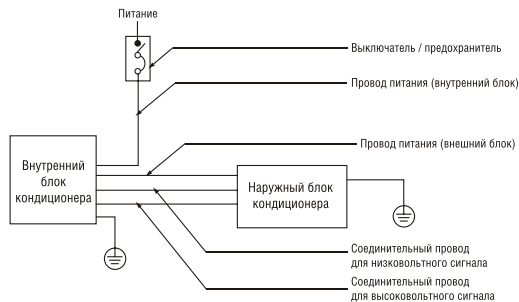 Питание
Выключатель / предохранитель
Провод питания (внутренний блок)
Провод питания (внешний блок)
Внутренний
блок
кондиционера
Наружный блок
кондиционера
Соединительный провод
для низковольтного сигнала
Соединительный провод
для высоковольтного сигнала